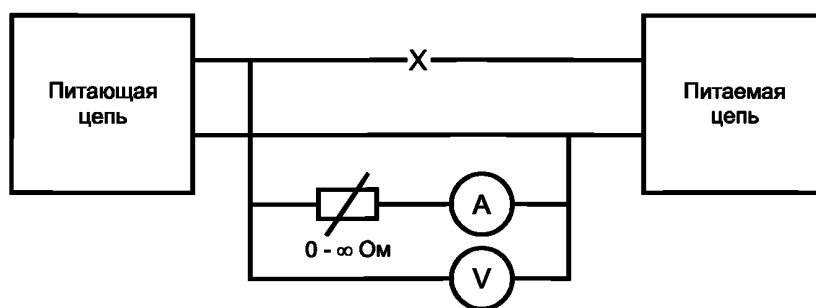 Питающая
цепь
X
Питаемая
цепь
A
0 - ∞ Ом
V